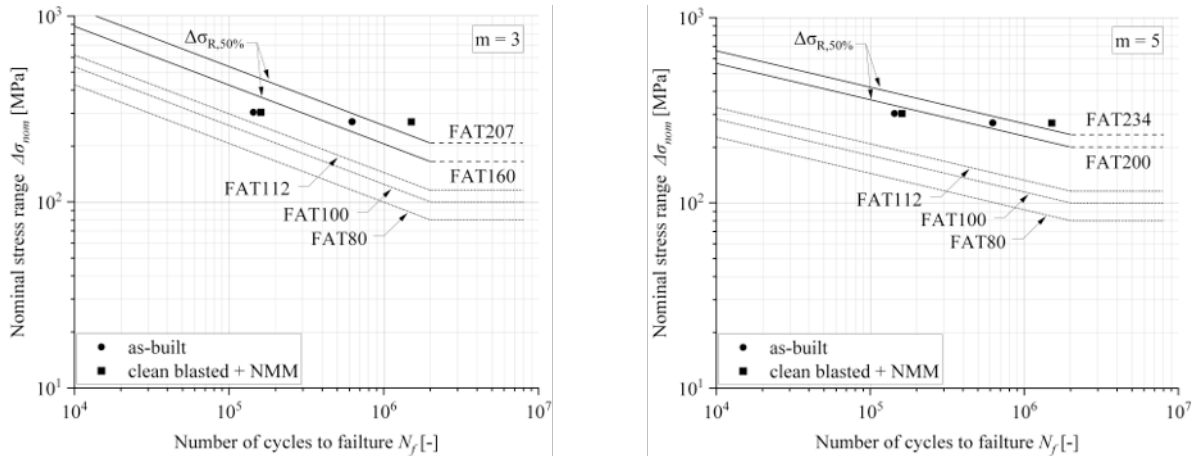 10³
10²
10¹
Nominal stress range Δσnom [MPa]
ΔσR,50%
m = 3
FAT207
FAT160
FAT112
FAT100
FAT80
as-built
clean blasted + NMM
10⁴ 10⁵ 10⁶ 10⁷
Number of cycles to failture Nf [-]
10³
10²
10¹
Nominal stress range Δσnom [MPa]
ΔσR,50%
m = 5
FAT234
FAT200
FAT112
FAT100
FAT80
as-built
clean blasted + NMM
10⁴ 10⁵ 10⁶ 10⁷
Number of cycles to failture Nf [-]